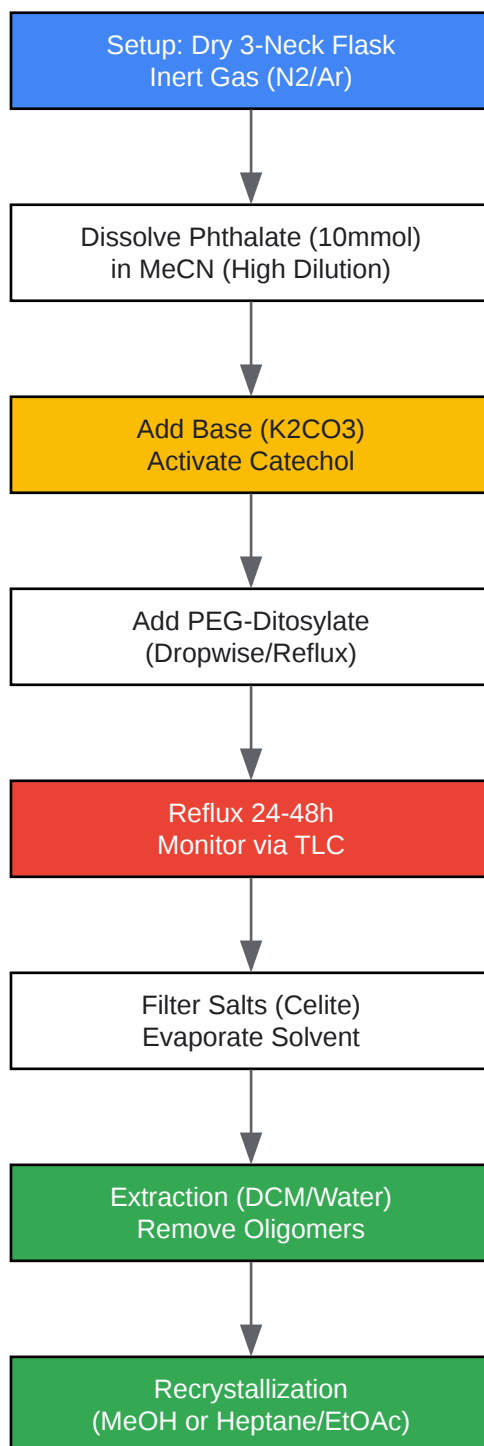 Setup: Dry 3-Neck Flask
Inert Gas (N2/Ar)
Dissolve Phthalate (10mmol)
in MeCN (High Dilution)
Add Base (K2CO3)
Activate Catechol
Add PEG-Ditosylate
(Dropwise/Reflux)
Reflux 24-48h
Monitor via TLC
Filter Salts (Celite)
Evaporate Solvent
Extraction (DCM/Water)
Remove Oligomers
Recrystallization
(MeOH or Heptane/EtOAc)